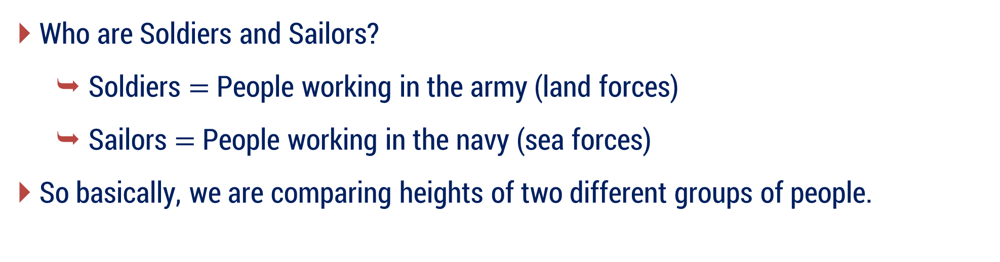 Who are Soldiers and Sailors?
Soldiers = People working in the army (land forces)
Sailors = People working in the navy (sea forces)
So basically, we are comparing heights of two different groups of people.